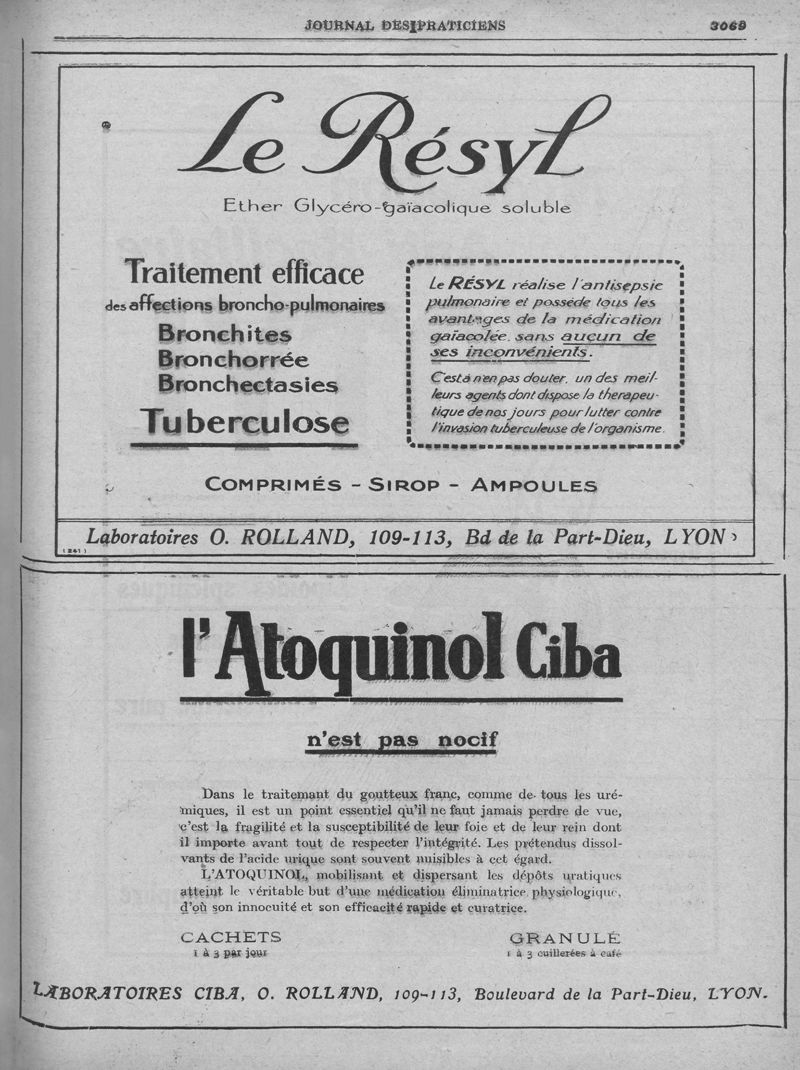 JOURNAL DES PRATICIENS 3069
Le Résyl
Ether Glycéro-gaïacolique soluble
Traitement efficace
des affections broncho-pulmonaires
Bronchites
Bronchorrée
Bronchectasies
Tuberculose
Le RÉSYL réalise l'antisepsie
pulmonaire et possède tous les
avantages de la médication
gaïacolée, sans aucun de
ses inconvénients.
C'est à n'en pas douter, un des meil-
leurs agents dont dispose la thérapeu-
tique de nos jours pour lutter contre
l'invasion tuberculeuse de l'organisme.
COMPRIMÉS - SIROP - AMPOULES
Laboratoires O. ROLLAND, 109-113, Bd de la Part-Dieu, LYON
(241)
l'Atoquinol Ciba
n'est pas nocif
Dans le traitemant du goutteux franc, comme de tous les uré-
miques, il est un point essentiel qu'il ne faut jamais perdre de vue,
c'est la fragilité et la susceptibilité de leur foie et de leur rein dont
il importe avant tout de respecter l'intégrité. Les prétendus dissol-
vants de l'acide urique sont souvent nuisibles à cet égard.
L'ATOQUINOL, mobilisant et dispersant les dépôts uratiques
atteint le véritable but d'une médication éliminatrice physiologique,
d'où son innocuité et son efficacité rapide et curatrice.
CACHETS
1 à 3 par jour
GRANULÉ
1 à 3 cuillerées à café
LABORATOIRES CIBA, O. ROLLAND, 109-113, Boulevard de la Part-Dieu, LYON.